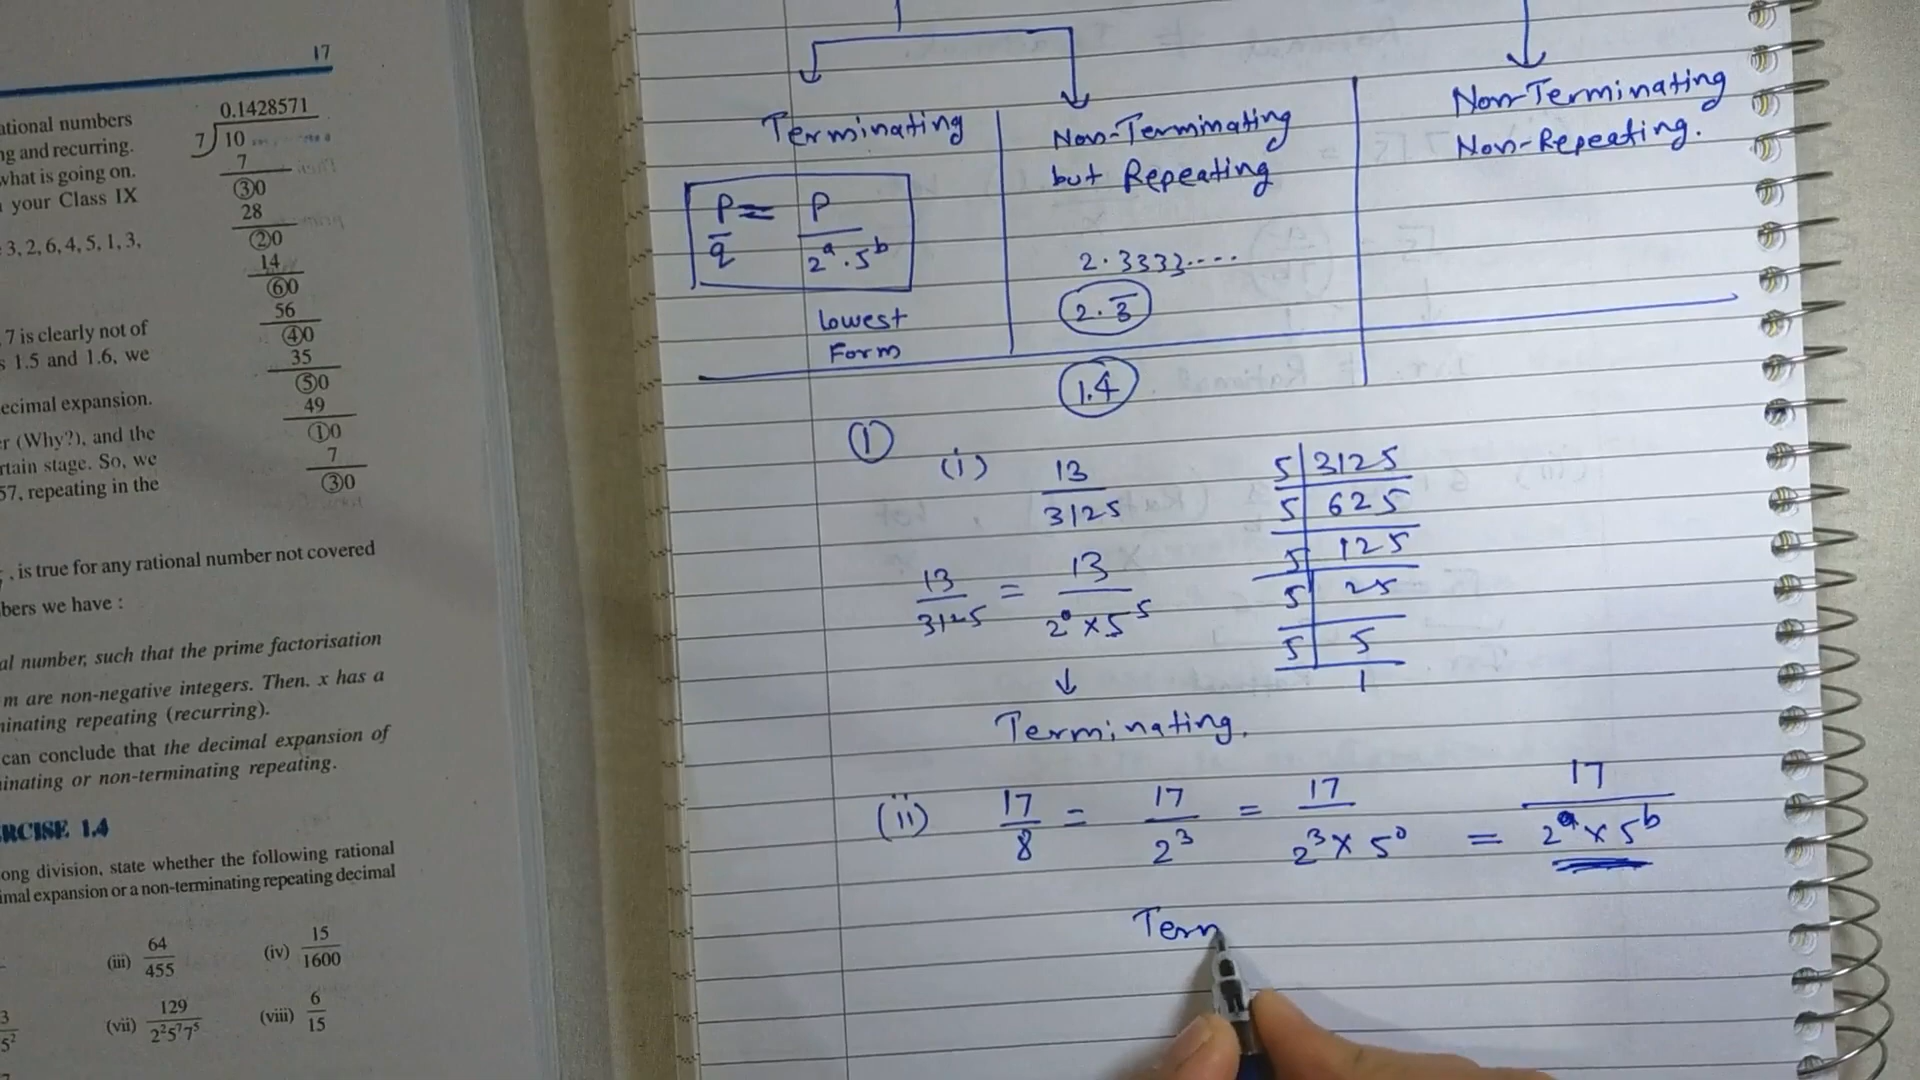 17
ational numbers
ng and recurring.
what is going on.
your Class IX
3, 2, 6, 4, 5, 1, 3,
7 is clearly not of
s 1.5 and 1.6, we
ecimal expansion.
er (Why?), and the
rtain stage. So, we
57, repeating in the
0.1428571
7 10
7
30
28
20
14
60
56
40
35
50
49
10
7
30
, is true for any rational number not covered
bers we have :
al number, such that the prime factorisation
m are non-negative integers. Then. x has a
minating repeating (recurring).
can conclude that the decimal expansion of
inating or non-terminating repeating.
ERCISE 1.4
ong division, state whether the following rational
imal expansion or a non-terminating repeating decimal
(iii) 64/455 (iv) 15/1600
(vii) 129/2²5⁷7⁵ (viii) 6/15
3
5²
Terminating
p/q = p/2ᵃ.5ᵇ
Lowest
Form
Non-Terminating
but Repeating
2.3333....
2.3̅
Non-Terminating
Non-Repeating.
1.4
① (i) 13/3125
13/3125 = 13/2⁰×5⁵
↓
Terminating.
5 3125
5 625
5 125
5 25
5 5
1
(ii) 17/8 = 17/2³ = 17/2³×5⁰ = 17/2ᵃ×5ᵇ
Term